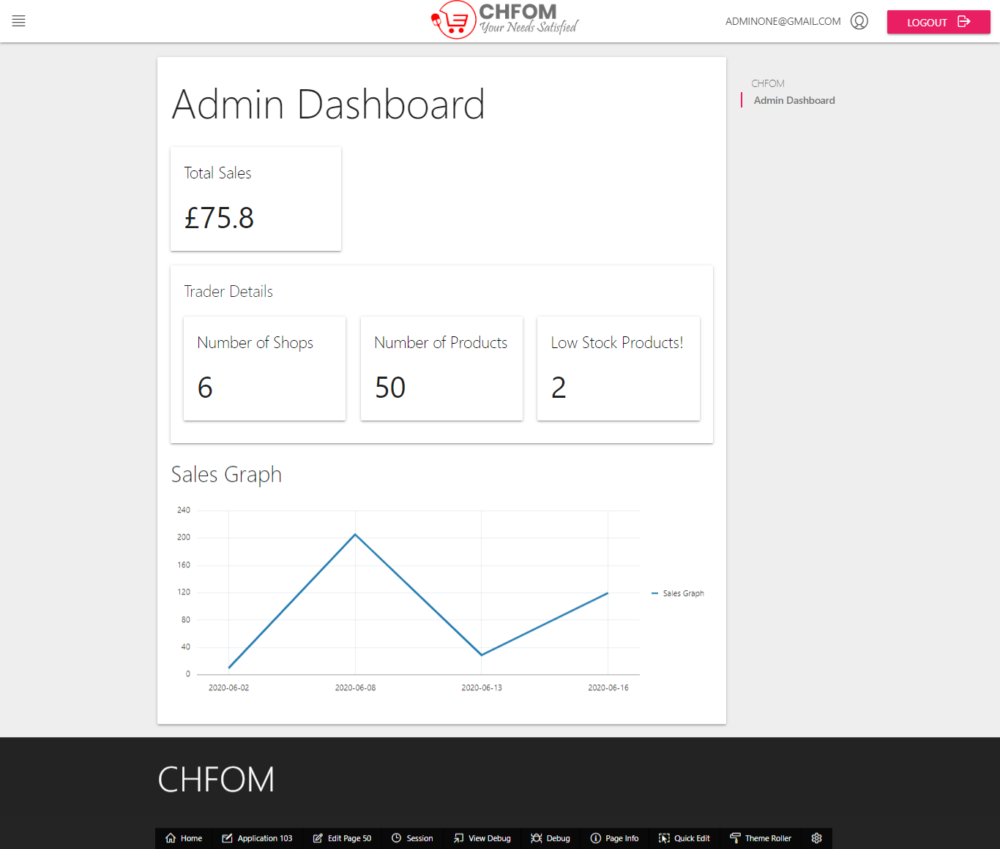 CHFOM
Your Needs Satisfied
ADMINONE@GMAIL.COM
LOGOUT
CHFOM
Admin Dashboard
Admin Dashboard
Total Sales
£75.8
Trader Details
Number of Shops
6
Number of Products
50
Low Stock Products!
2
Sales Graph
240
200
160
120
80
40
0
2020-06-02 2020-06-08 2020-06-13 2020-06-16
Sales Graph
CHFOM
Home Application 103 Edit Page 50 Session View Debug Debug Page Info Quick Edit Theme Roller